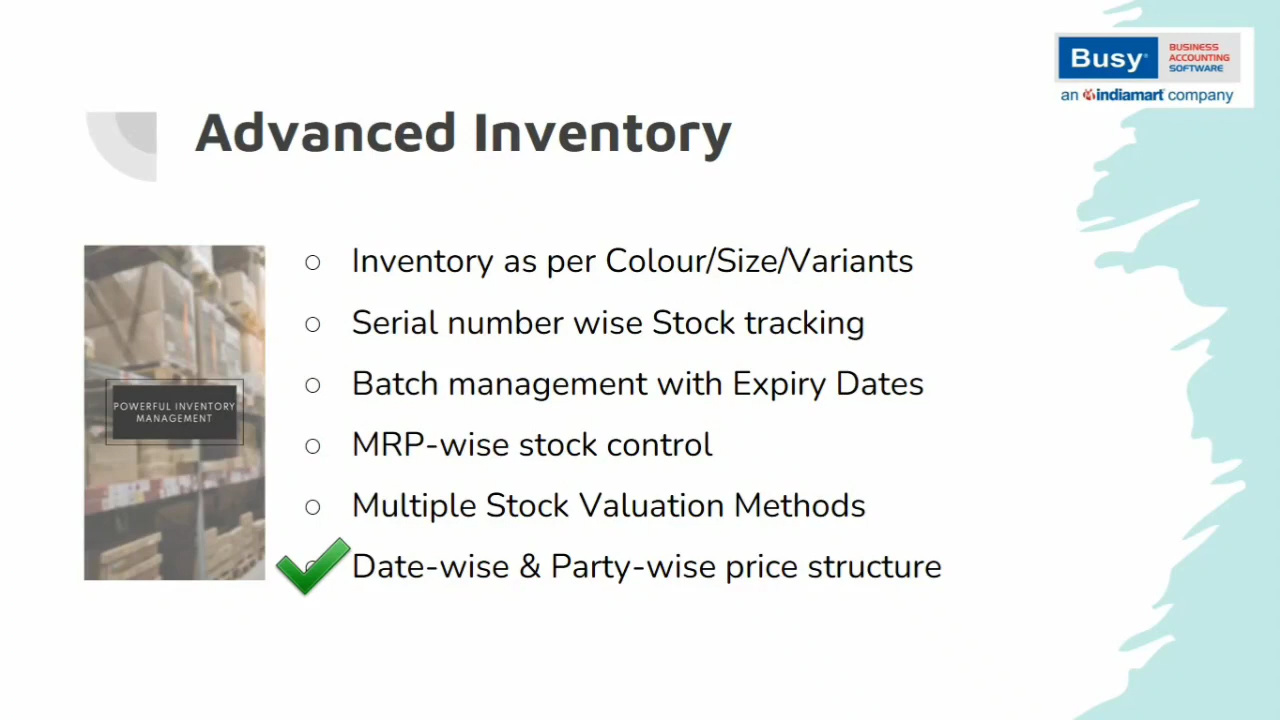 Busy
BUSINESS
ACCOUNTING
SOFTWARE
an indiamart company
Advanced Inventory
Inventory as per Colour/Size/Variants
Serial number wise Stock tracking
Batch management with Expiry Dates
MRP-wise stock control
Multiple Stock Valuation Methods
Date-wise & Party-wise price structure
POWERFUL INVENTORY
MANAGEMENT